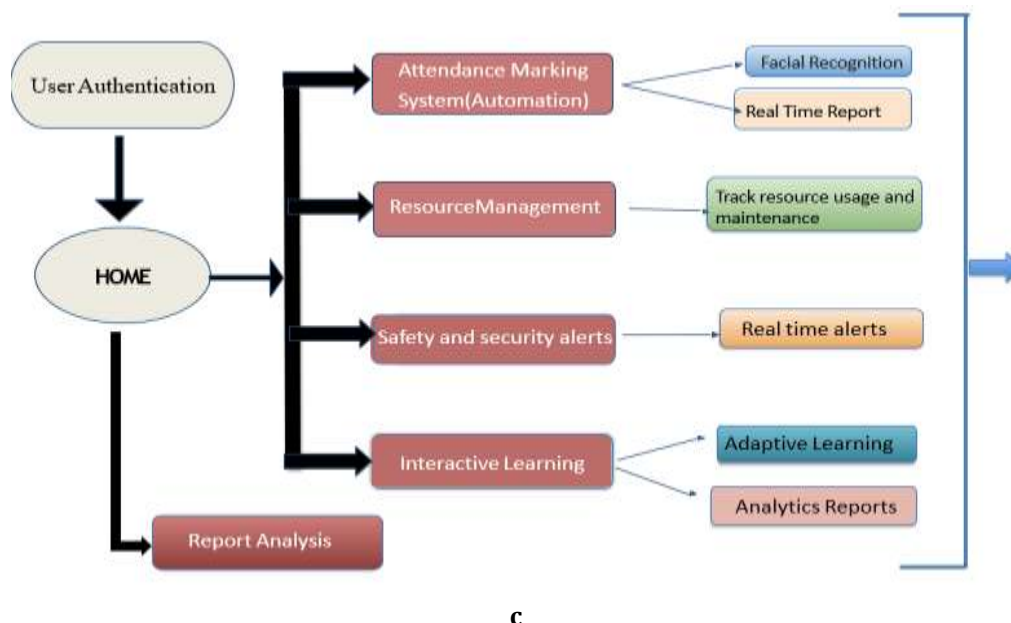 User Authentication
HOME
Attendance Marking
System(Automation)
Facial Recognition
Real Time Report
ResourceManagement
Track resource usage and
maintenance
Safety and security alerts
Real time alerts
Interactive Learning
Adaptive Learning
Analytics Reports
Report Analysis
c